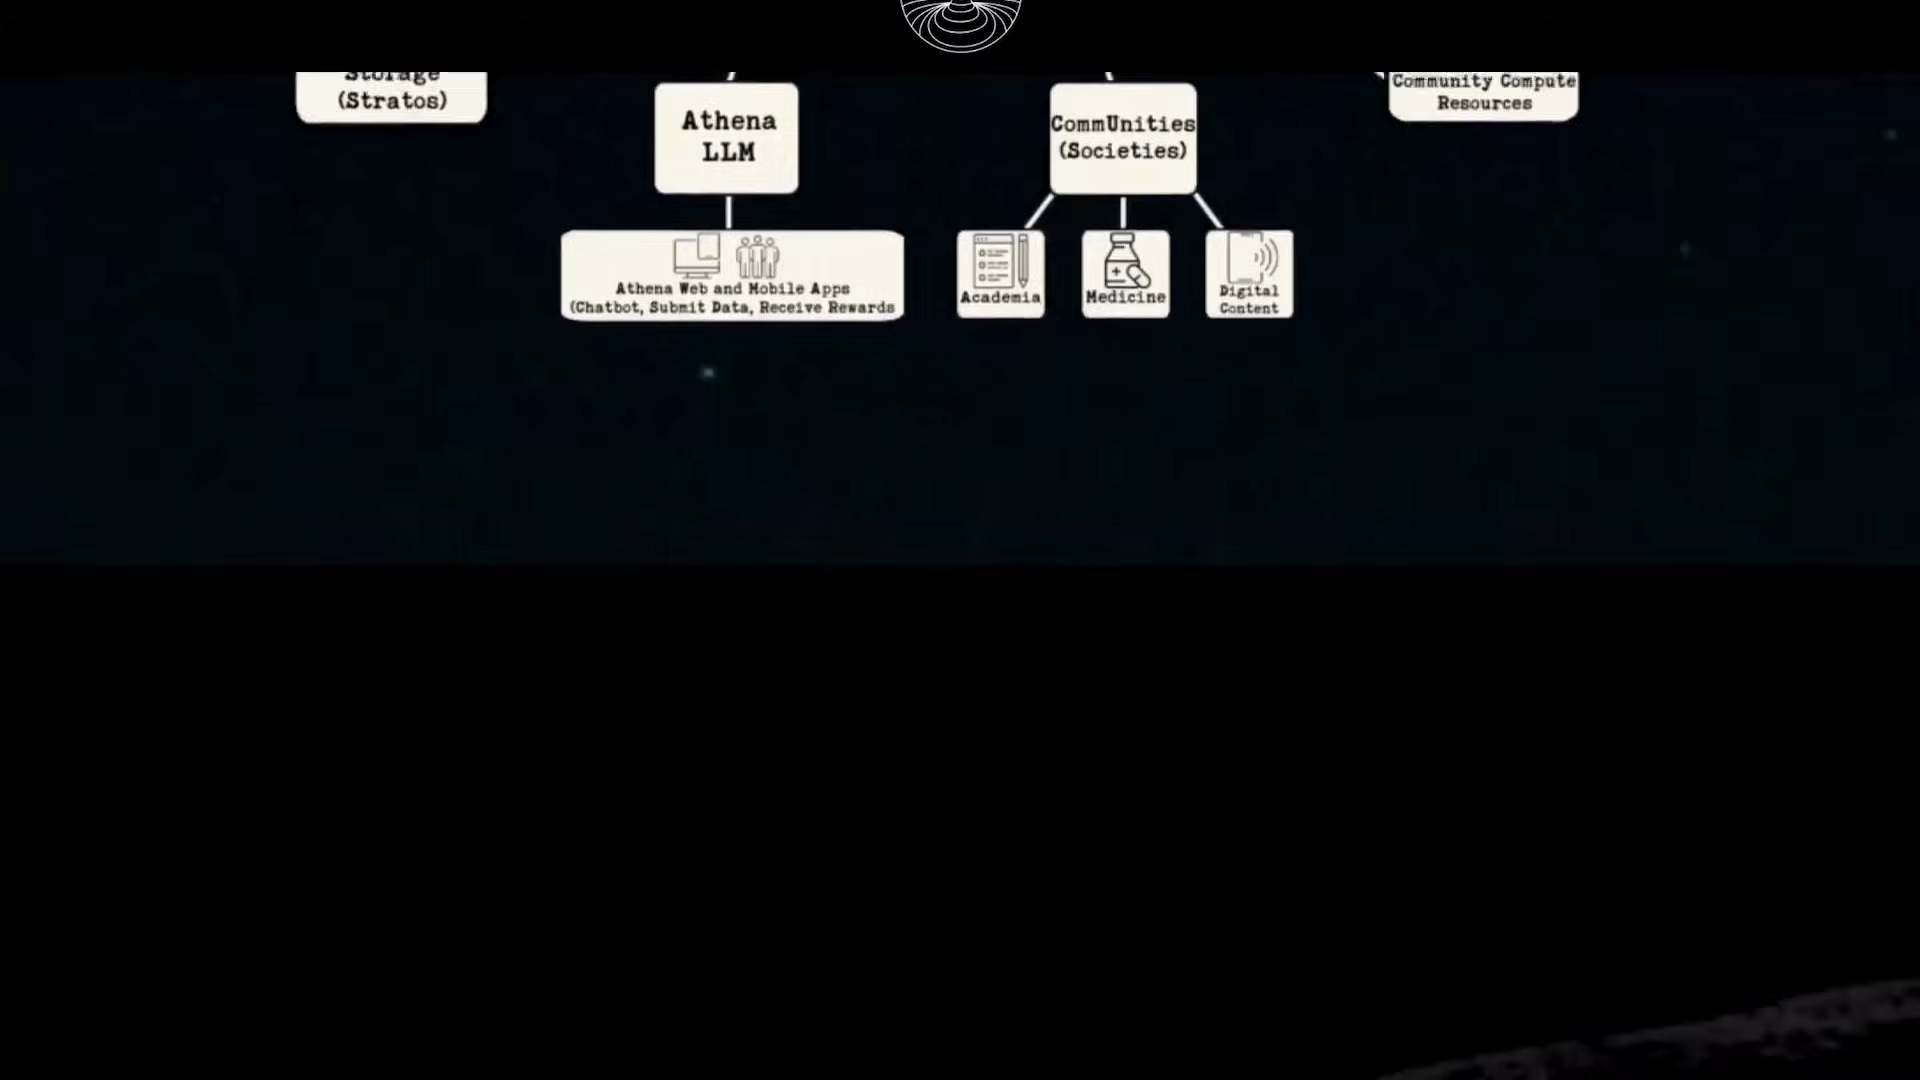 Storage
(Stratos)
Athena
LLM
CommUnities
(Societies)
Community Compute
Resources
Athena Web and Mobile Apps
(Chatbot, Submit Data, Receive Rewards
Academia
Medicine
Digital
Content